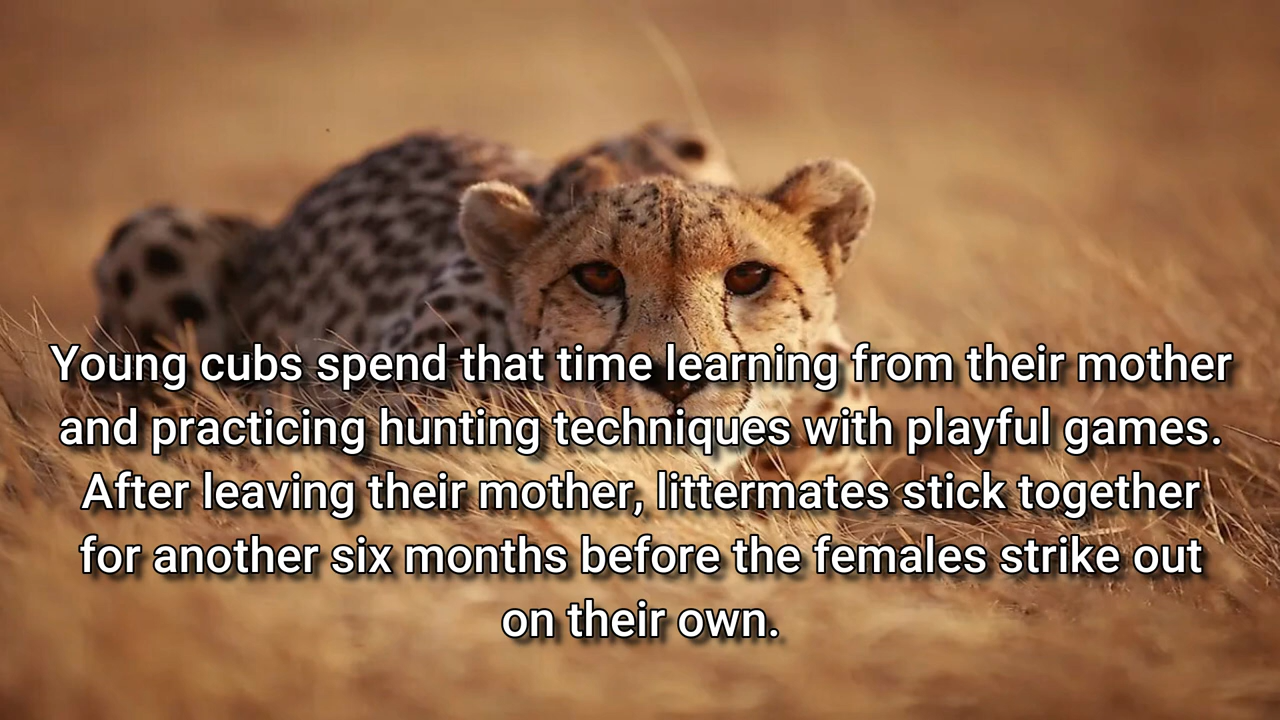 Young cubs spend that time learning from their mother
and practicing hunting techniques with playful games.
After leaving their mother, littermates stick together
for another six months before the females strike out
on their own.